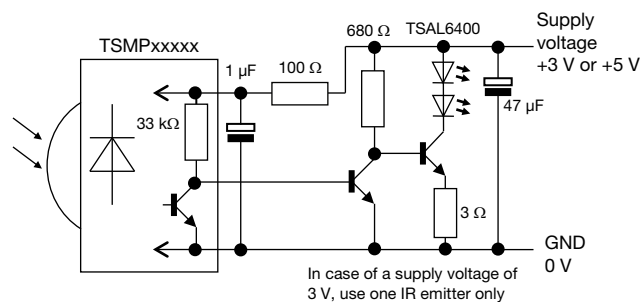 TSMPxxxxx
1 µF
100 Ω
680 Ω
TSAL6400
Supply
voltage
+3 V or +5 V
33 kΩ
47 µF
3 Ω
GND
0 V
In case of a supply voltage of
3 V, use one IR emitter only